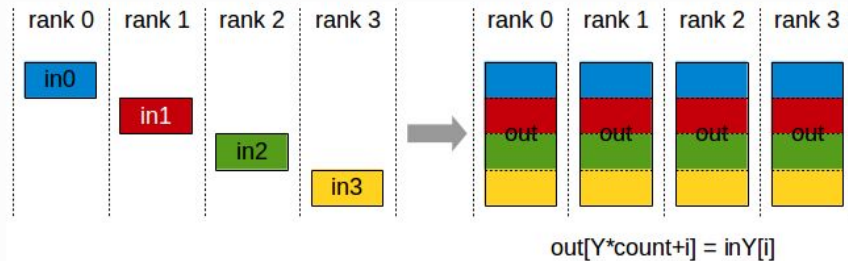 rank 0 rank 1 rank 2 rank 3 rank 0 rank 1 rank 2 rank 3
in0
in1
out out out out
in2
in3
out[Y*count+i] = inY[i]